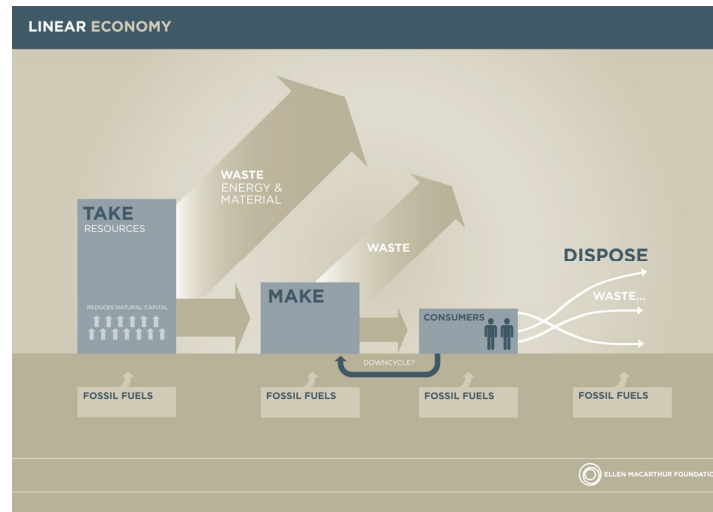 LINEAR ECONOMY
WASTE
ENERGY &
MATERIAL
TAKE
RESOURCES
WASTE
DISPOSE
MAKE
WASTE...
REDUCES NATURAL CAPITAL
CONSUMERS
DOWNCYCLE?
FOSSIL FUELS
FOSSIL FUELS
FOSSIL FUELS
FOSSIL FUELS
ELLEN MACARTHUR FOUNDATIO